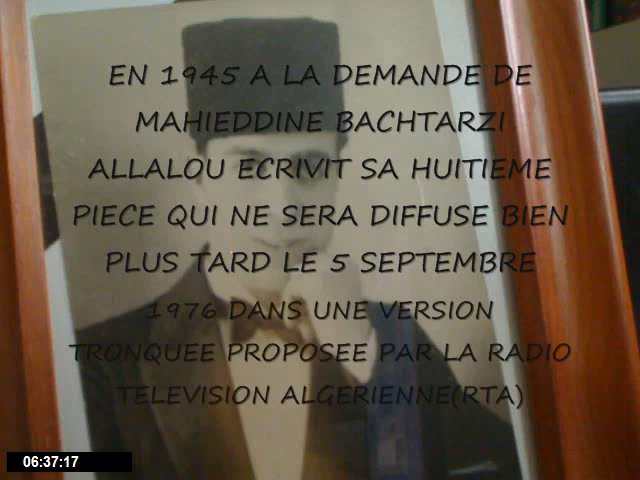 EN 1945 A LA DEMANDE DE
MAHIEDDINE BACHTARZI
ALLALOU ECRIVIT SA HUITIEME
PIECE QUI NE SERA DIFFUSE BIEN
PLUS TARD LE 5 SEPTEMBRE
1976 DANS UNE VERSION
TRONQUEE PROPOSEE PAR LA RADIO
TELEVISION ALGERIENNE(RTA)
06:37:17